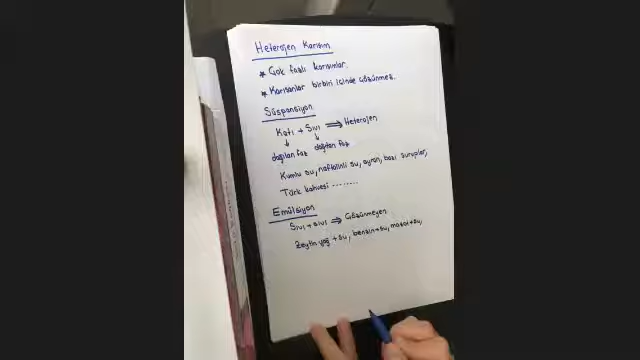 Heterojen Karışım
* Çok fazlı karışımlar.
* Karışanlar birbiri içinde çözünmez.
Süspansiyon
Katı + Sıvı ⇒ Heterojen
dağılan faz dağıtan faz
Kumlu su, naftalinli su, ayran, bazı şuruplar,
Türk kahvesi ........
Emülsiyon
Sıvı + sıvı ⇒ Çözünmeyen
Zeytin yağ + su, benzin+su, mazot+su,